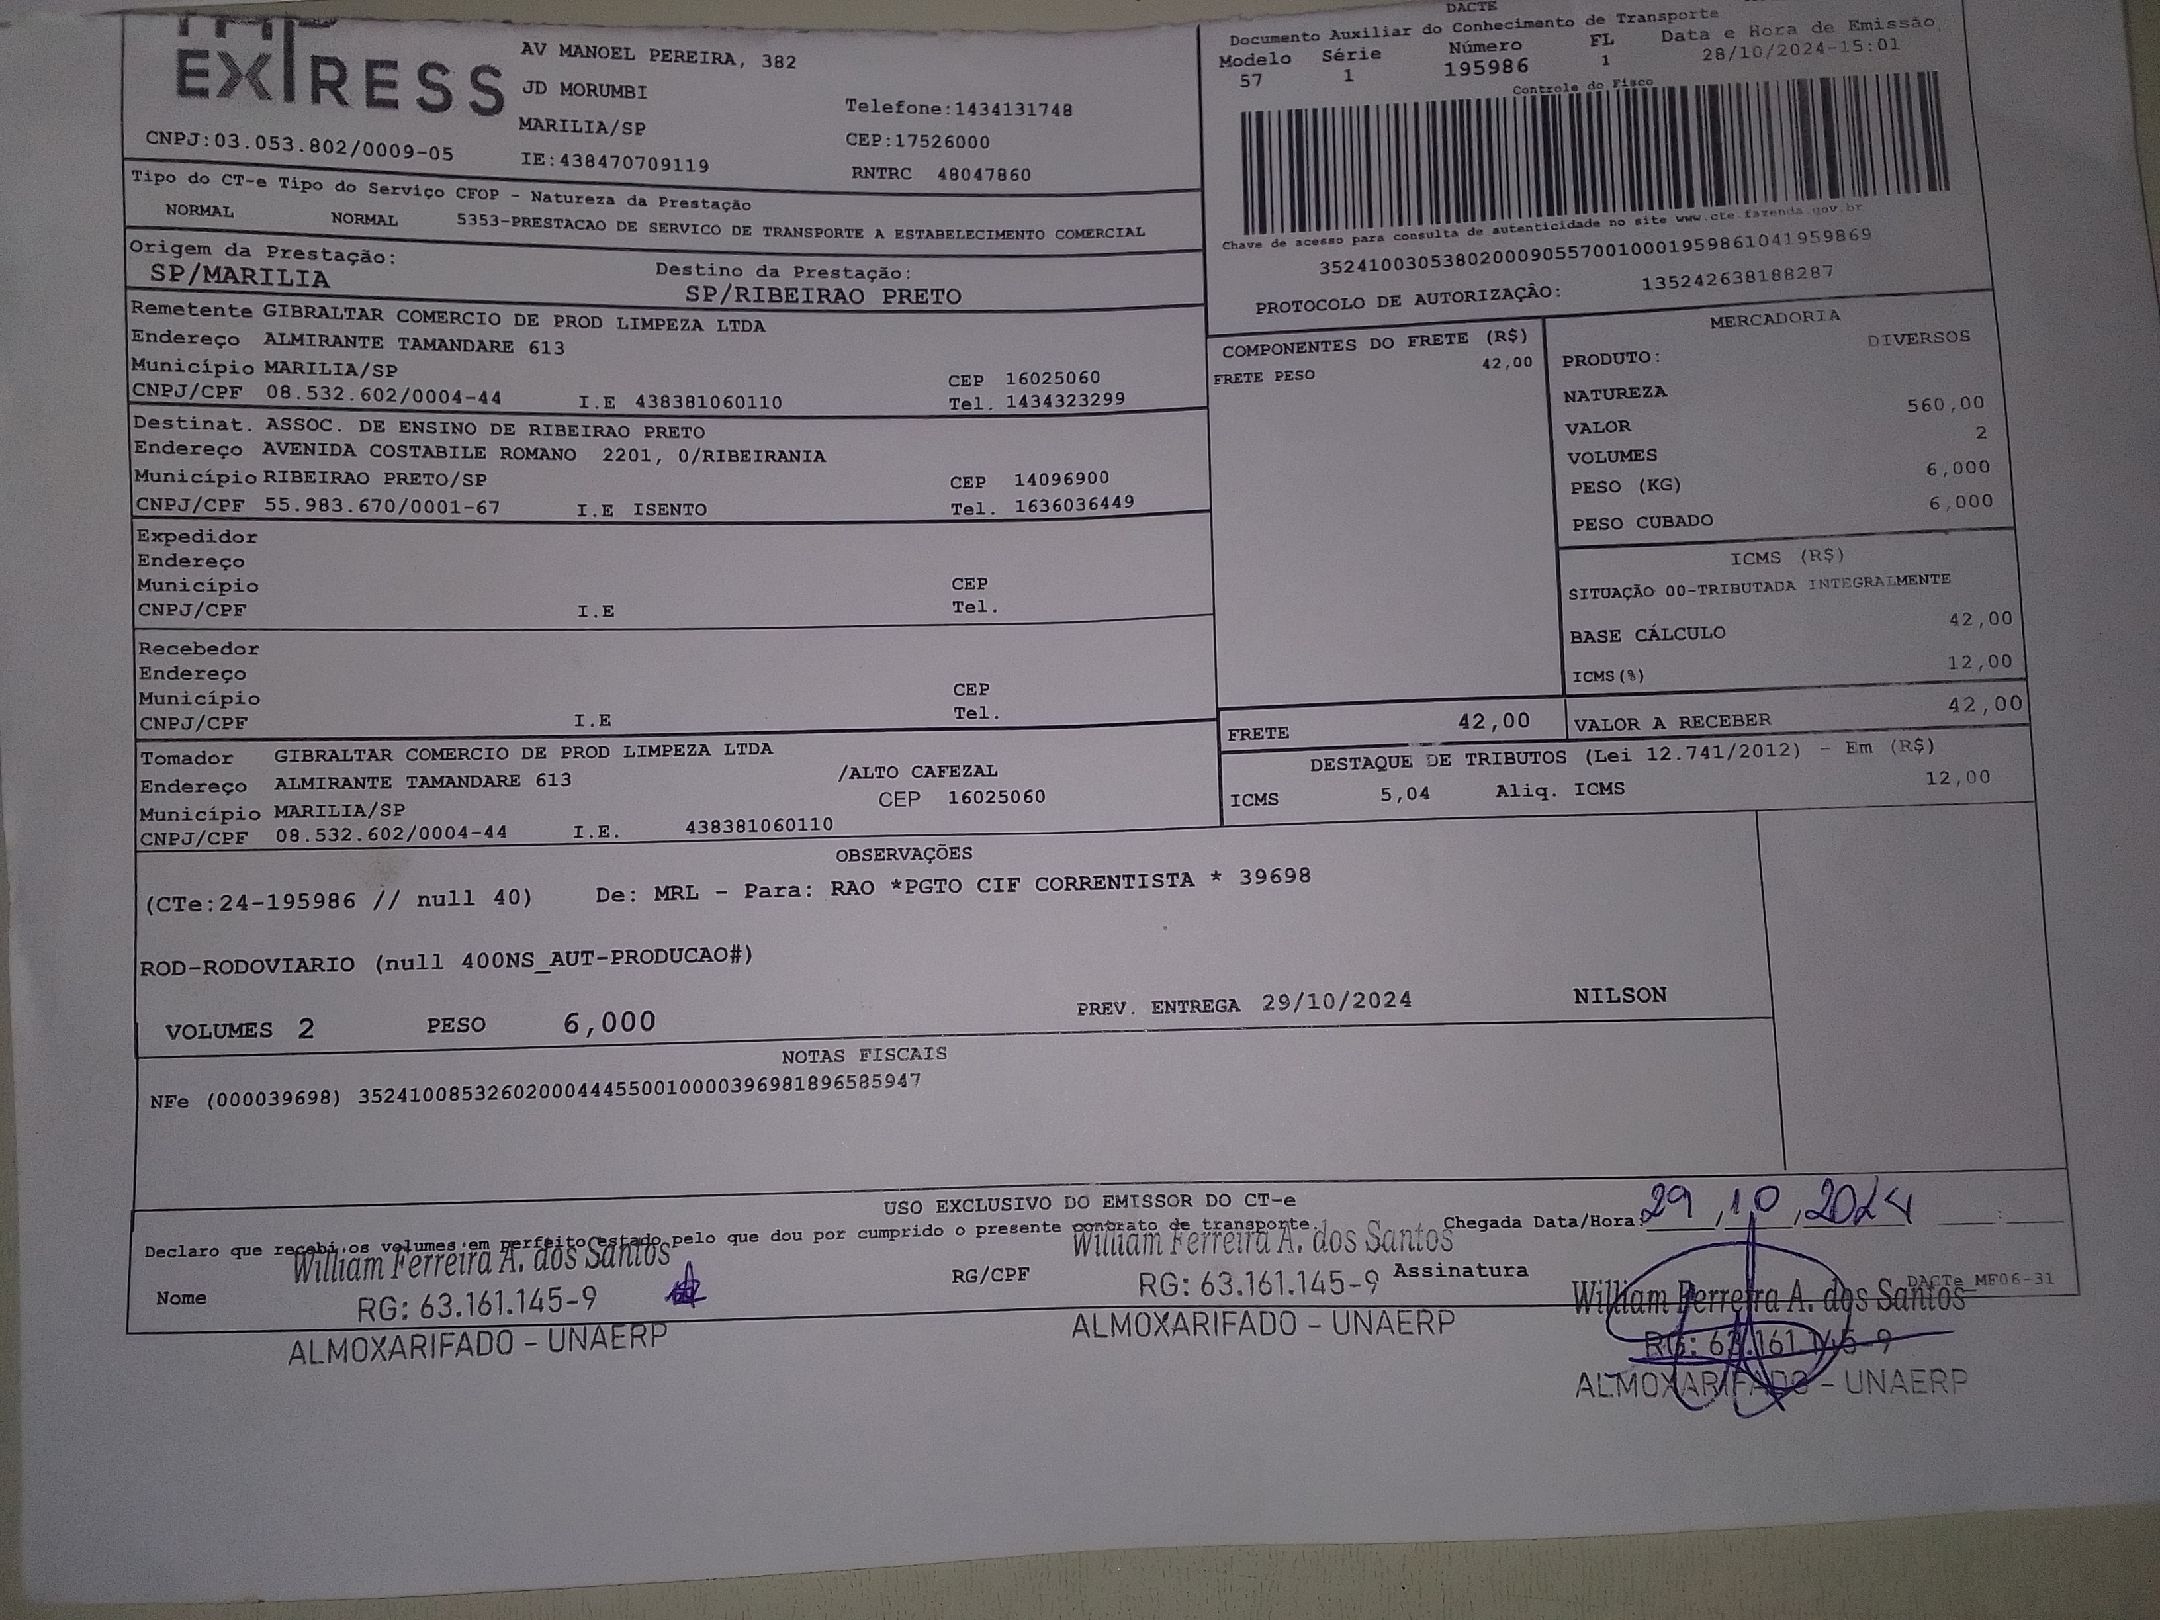 EXPRESS
CNPJ:03.053.802/0009-05
AV MANOEL PEREIRA, 382
JD MORUMBI
MARILIA/SP
IE:438470709119
Telefone:1434131748
CEP:17526000
RNTRC 48047860
DACTE
Documento Auxiliar do Conhecimento de Transporte
Modelo Série Número FL Data e Hora de Emissão
57 1 195986 1 28/10/2024-15:01
Controle do Fisco
Chave de acesso para consulta de autenticidade no site www.cte.fazenda.gov.br
35241003053802000905570010001959861041959869
PROTOCOLO DE AUTORIZAÇÃO: 135242638188287
Tipo do CT-e Tipo do Serviço CFOP - Natureza da Prestação
NORMAL NORMAL 5353-PRESTACAO DE SERVICO DE TRANSPORTE A ESTABELECIMENTO COMERCIAL
Origem da Prestação: Destino da Prestação:
SP/MARILIA SP/RIBEIRAO PRETO
Remetente GIBRALTAR COMERCIO DE PROD LIMPEZA LTDA
Endereço ALMIRANTE TAMANDARE 613
Município MARILIA/SP CEP 16025060
CNPJ/CPF 08.532.602/0004-44 I.E 438381060110 Tel. 1434323299
Destinat. ASSOC. DE ENSINO DE RIBEIRAO PRETO
Endereço AVENIDA COSTABILE ROMANO 2201, 0/RIBEIRANIA
Município RIBEIRAO PRETO/SP CEP 14096900
CNPJ/CPF 55.983.670/0001-67 I.E ISENTO Tel. 1636036449
Expedidor
Endereço
Município CEP
CNPJ/CPF I.E Tel.
Recebedor
Endereço
Município CEP
CNPJ/CPF I.E Tel.
Tomador GIBRALTAR COMERCIO DE PROD LIMPEZA LTDA
Endereço ALMIRANTE TAMANDARE 613 /ALTO CAFEZAL
Município MARILIA/SP CEP 16025060
CNPJ/CPF 08.532.602/0004-44 I.E. 438381060110
COMPONENTES DO FRETE (R$)
FRETE PESO 42,00
MERCADORIA
PRODUTO: DIVERSOS
NATUREZA
VALOR 560,00
VOLUMES 2
PESO (KG) 6,000
PESO CUBADO 6,000
ICMS (R$)
SITUAÇÃO 00-TRIBUTADA INTEGRALMENTE
BASE CÁLCULO 42,00
ICMS(%) 12,00
FRETE 42,00 VALOR A RECEBER 42,00
DESTAQUE DE TRIBUTOS (Lei 12.741/2012) - Em (R$)
ICMS 5,04 Aliq. ICMS 12,00
OBSERVAÇÕES
(CTe:24-195986 // null 40) De: MRL - Para: RAO *PGTO CIF CORRENTISTA * 39698
ROD-RODOVIARIO (null 400NS_AUT-PRODUCAO#)
VOLUMES 2 PESO 6,000 PREV. ENTREGA 29/10/2024 NILSON
NOTAS FISCAIS
NFe (000039698) 35241008532602000444550010000396981896585947
USO EXCLUSIVO DO EMISSOR DO CT-e
Declaro que recebi os volumes em perfeito estado pelo que dou por cumprido o presente contrato de transporte. Chegada Data/Hora: 29,10,2024
Nome RG/CPF Assinatura
DACTe MF06-31
William Ferreira A. dos Santos
RG: 63.161.145-9
ALMOXARIFADO - UNAERP
William Ferreira A. dos Santos
RG: 63.161.145-9
ALMOXARIFADO - UNAERP
William Ferreira A. dos Santos
RG: 63.161.145-9
ALMOXARIFADO - UNAERP